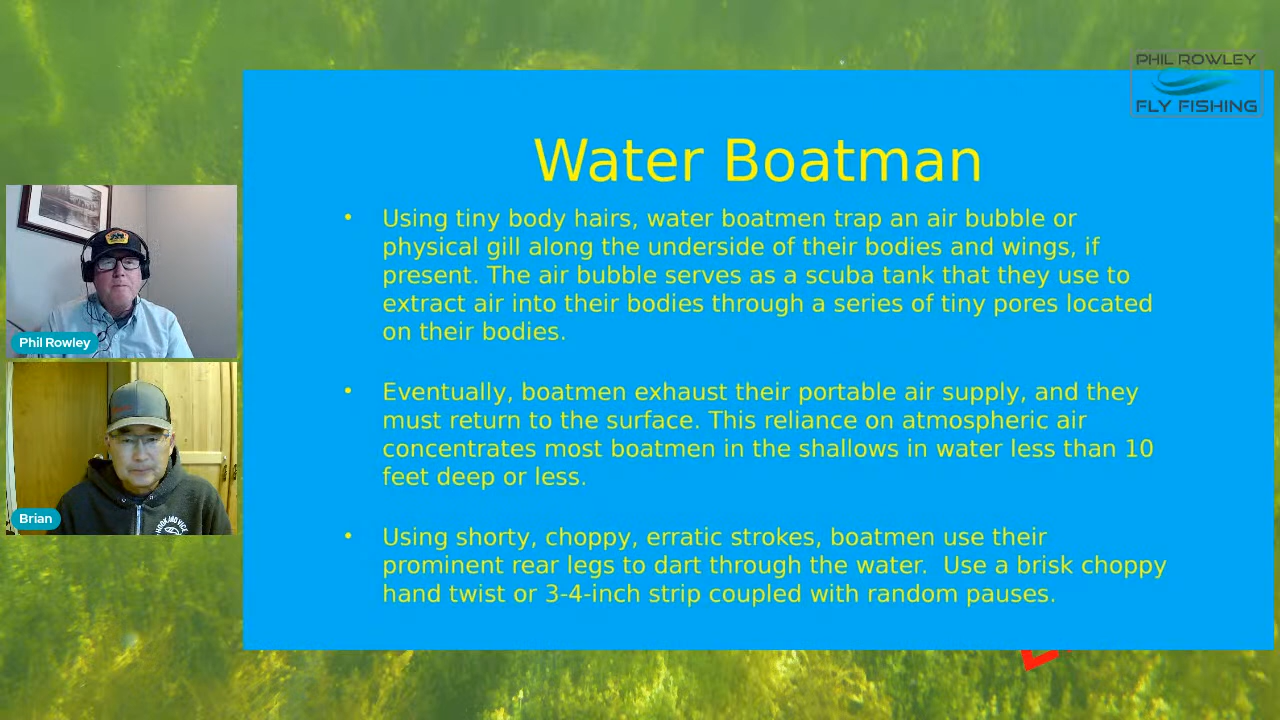 PHIL ROWLEY
FLY FISHING
Water Boatman
• Using tiny body hairs, water boatmen trap an air bubble or
physical gill along the underside of their bodies and wings, if
present. The air bubble serves as a scuba tank that they use to
extract air into their bodies through a series of tiny pores located
on their bodies.
• Eventually, boatmen exhaust their portable air supply, and they
must return to the surface. This reliance on atmospheric air
concentrates most boatmen in the shallows in water less than 10
feet deep or less.
• Using shorty, choppy, erratic strokes, boatmen use their
prominent rear legs to dart through the water.  Use a brisk choppy
hand twist or 3-4-inch strip coupled with random pauses.
Phil Rowley
Brian